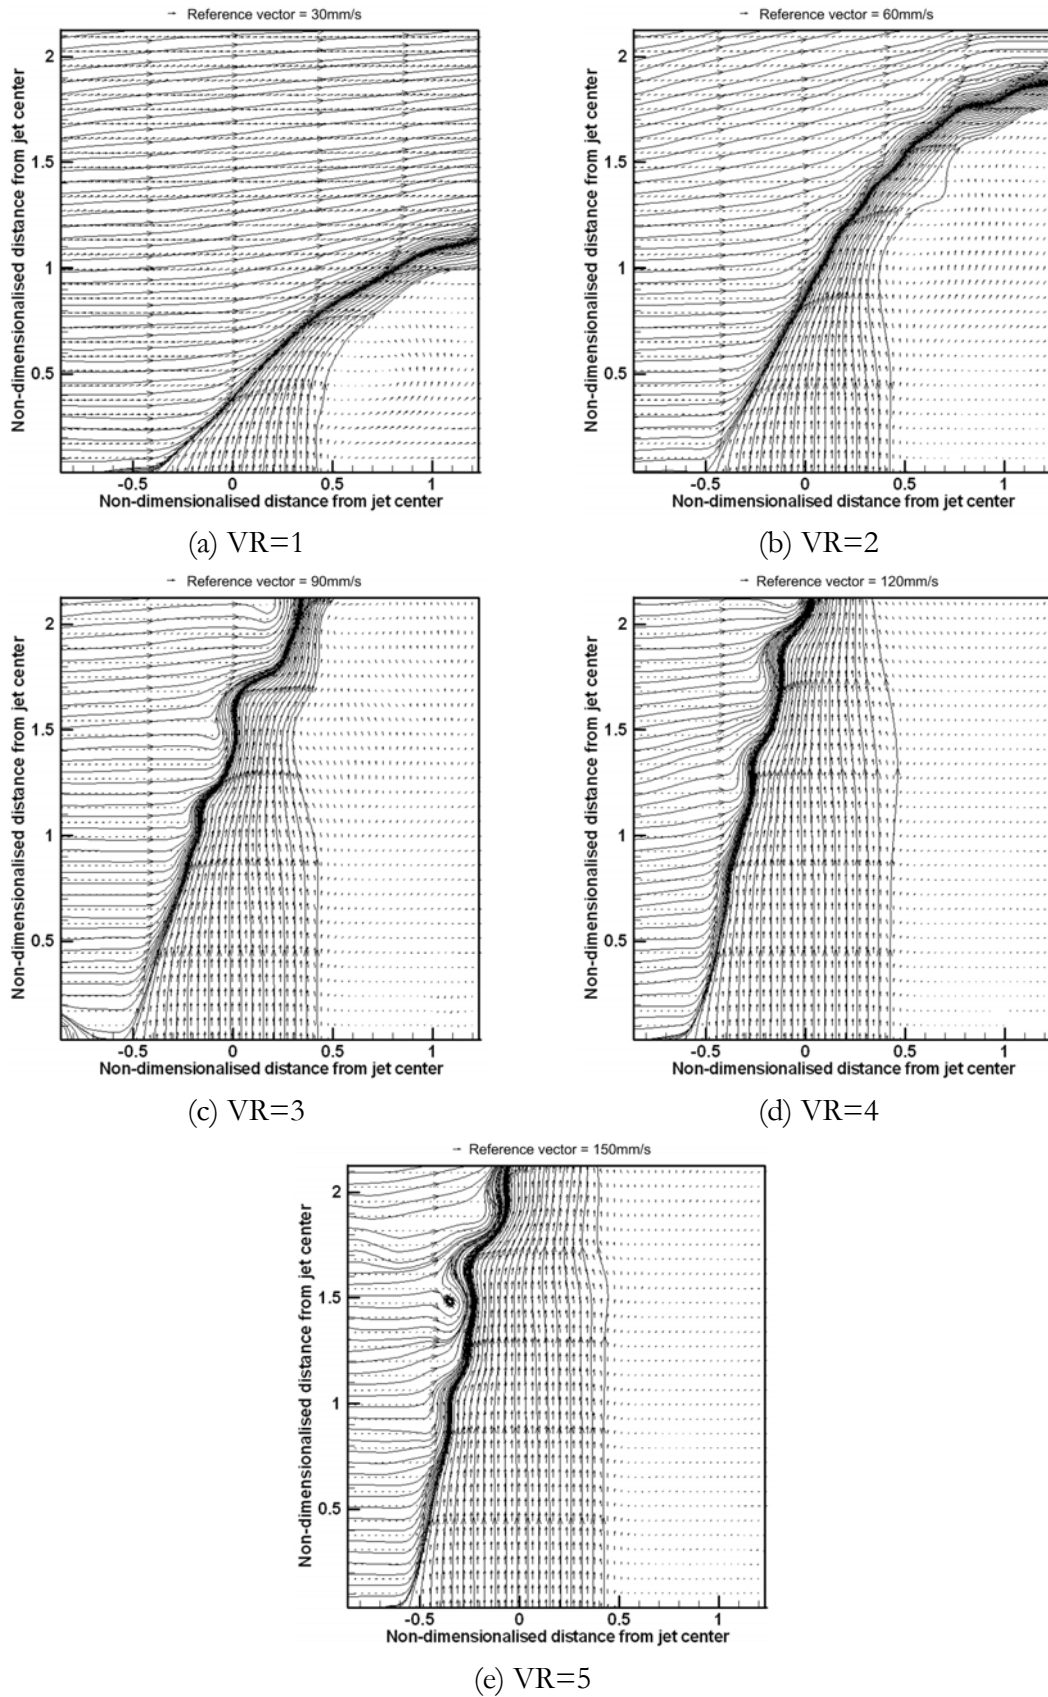 Reference vector = 30mm/s
Non-dimensionalised distance from jet center
2
1.5
1
0.5
-0.5 0 0.5 1
Non-dimensionalised distance from jet center
(a) VR=1
Reference vector = 60mm/s
Non-dimensionalised distance from jet center
2
1.5
1
0.5
-0.5 0 0.5 1
Non-dimensionalised distance from jet center
(b) VR=2
Reference vector = 90mm/s
Non-dimensionalised distance from jet center
2
1.5
1
0.5
-0.5 0 0.5 1
Non-dimensionalised distance from jet center
(c) VR=3
Reference vector = 120mm/s
Non-dimensionalised distance from jet center
2
1.5
1
0.5
-0.5 0 0.5 1
Non-dimensionalised distance from jet center
(d) VR=4
Reference vector = 150mm/s
Non-dimensionalised distance from jet center
2
1.5
1
0.5
-0.5 0 0.5 1
Non-dimensionalised distance from jet center
(e) VR=5